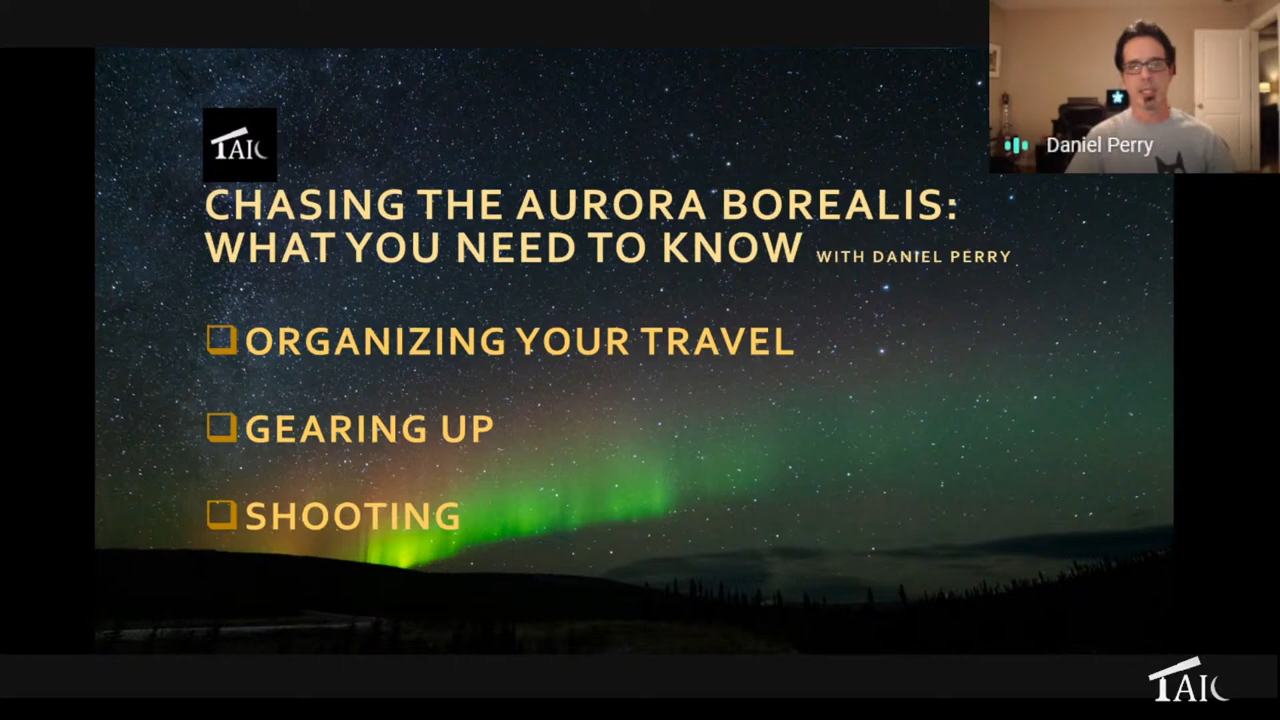 TAIC
Daniel Perry
CHASING THE AURORA BOREALIS:
WHAT YOU NEED TO KNOW WITH DANIEL PERRY
ORGANIZING YOUR TRAVEL
GEARING UP
SHOOTING
TAIC